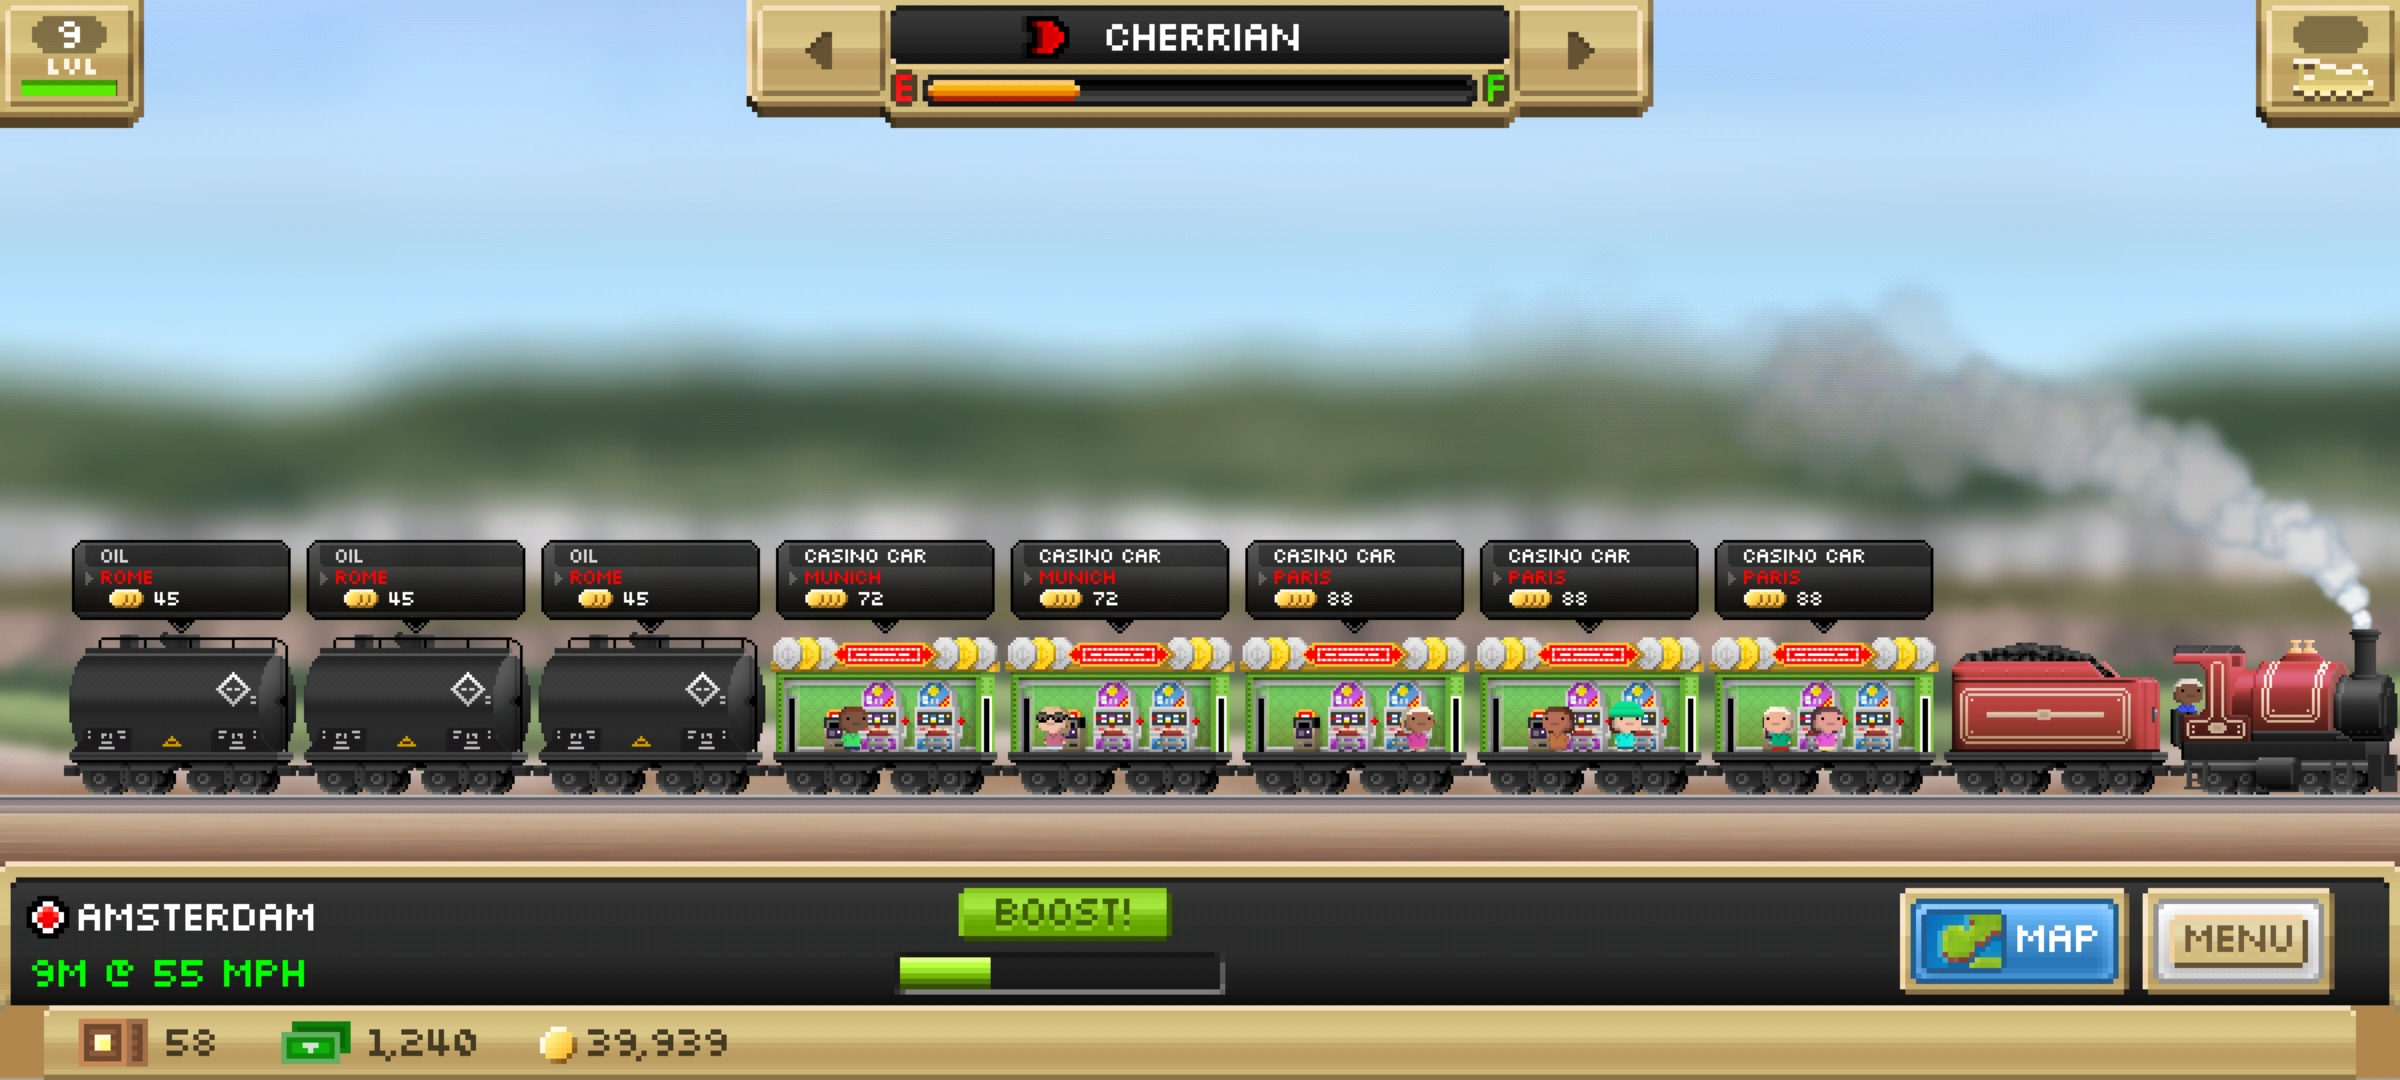 9
LVL
CHERRIAN
E F
OIL
ROME
45
OIL
ROME
45
OIL
ROME
45
CASINO CAR
MUNICH
72
CASINO CAR
MUNICH
72
CASINO CAR
PARIS
88
CASINO CAR
PARIS
88
CASINO CAR
PARIS
88
AMSTERDAM
9M @ 55 MPH
BOOST!
MAP
MENU
58 1,240 39,939